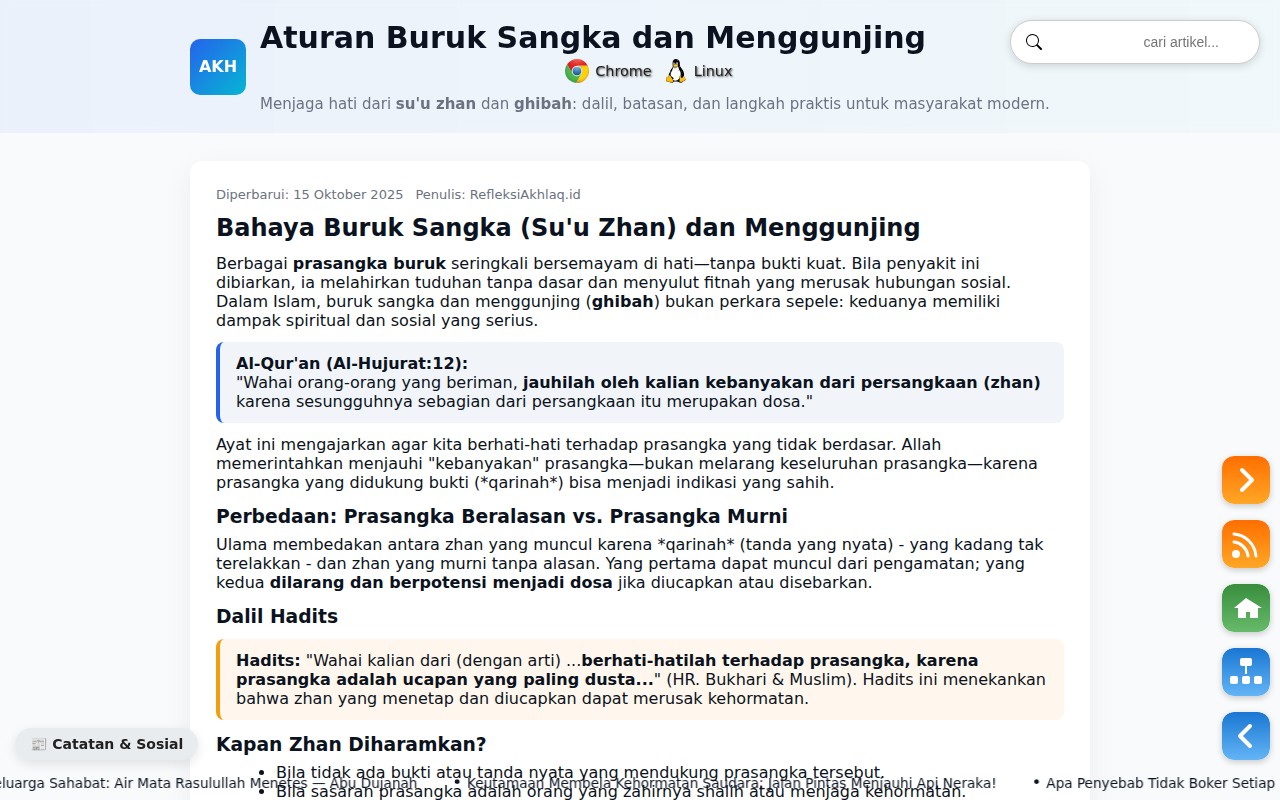 AKH
Aturan Buruk Sangka dan Menggunjing
cari artikel...
Chrome Linux
Menjaga hati dari su'u zhan dan ghibah: dalil, batasan, dan langkah praktis untuk masyarakat modern.
Diperbarui: 15 Oktober 2025 Penulis: RefleksiAkhlaq.id
Bahaya Buruk Sangka (Su'u Zhan) dan Menggunjing
Berbagai prasangka buruk seringkali bersemayam di hati—tanpa bukti kuat. Bila penyakit ini
dibiarkan, ia melahirkan tuduhan tanpa dasar dan menyulut fitnah yang merusak hubungan sosial.
Dalam Islam, buruk sangka dan menggunjing (ghibah) bukan perkara sepele: keduanya memiliki
dampak spiritual dan sosial yang serius.
Al-Qur'an (Al-Hujurat:12):
"Wahai orang-orang yang beriman, jauhilah oleh kalian kebanyakan dari persangkaan (zhan)
karena sesungguhnya sebagian dari persangkaan itu merupakan dosa."
Ayat ini mengajarkan agar kita berhati-hati terhadap prasangka yang tidak berdasar. Allah
memerintahkan menjauhi "kebanyakan" prasangka—bukan melarang keseluruhan prasangka—karena
prasangka yang didukung bukti (*qarinah*) bisa menjadi indikasi yang sahih.
Perbedaan: Prasangka Beralasan vs. Prasangka Murni
Ulama membedakan antara zhan yang muncul karena *qarinah* (tanda yang nyata) - yang kadang tak
terelakkan - dan zhan yang murni tanpa alasan. Yang pertama dapat muncul dari pengamatan; yang
kedua dilarang dan berpotensi menjadi dosa jika diucapkan atau disebarkan.
Dalil Hadits
Hadits: "Wahai kalian dari (dengan arti) ...berhati-hatilah terhadap prasangka, karena
prasangka adalah ucapan yang paling dusta..." (HR. Bukhari & Muslim). Hadits ini menekankan
bahwa zhan yang menetap dan diucapkan dapat merusak kehormatan.
Catatan & Sosial
Kapan Zhan Diharamkan?
• Bila tidak ada bukti atau tanda nyata yang mendukung prasangka tersebut.
eluarga Sahabat: Air Mata Rasulullah Menetes — Abu Dujanah • Keutamaan Membela Kehormatan Saudara: Jalan Pintas Menjauhi Api Neraka! • Apa Penyebab Tidak Boker Setiap
• Bila sasaran prasangka adalah orang yang zahirnya shalih atau menjaga kehormatan.